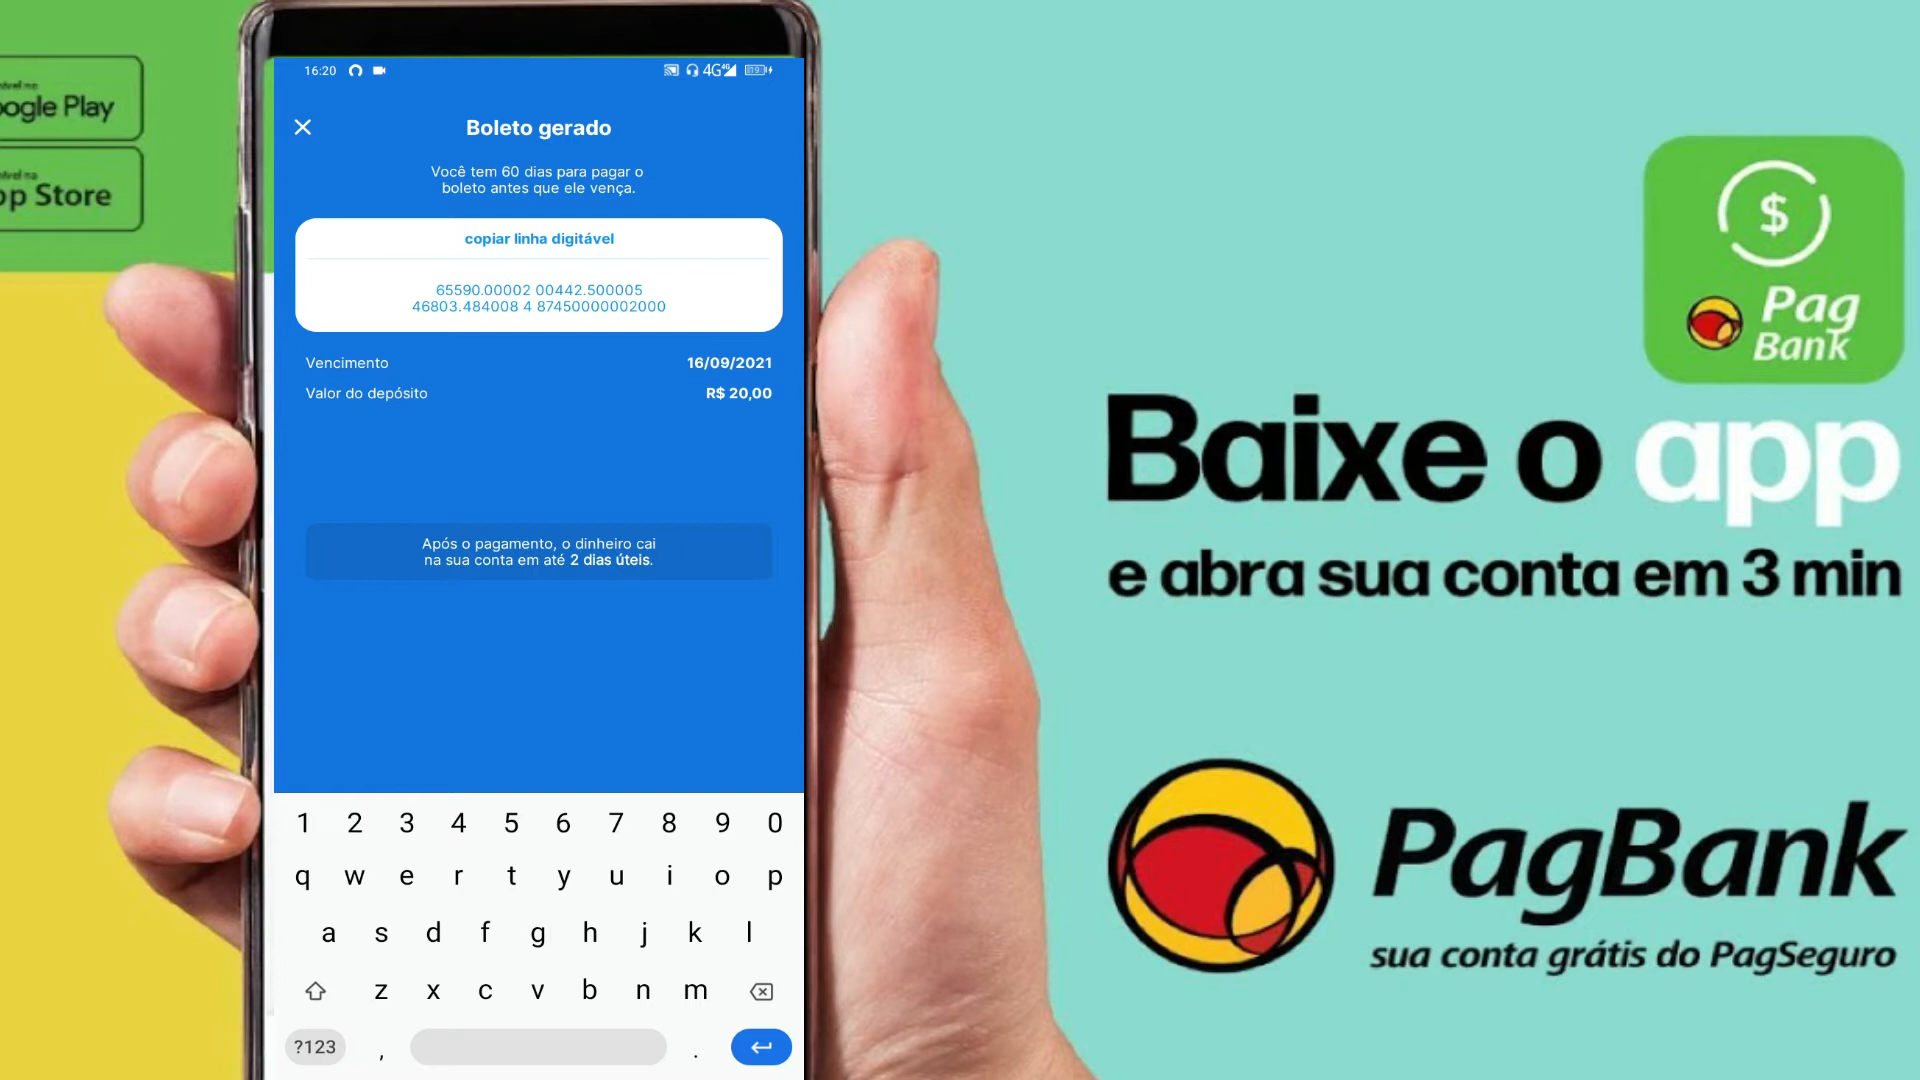 Google Play
App Store
16:20
4G 4G
Boleto gerado
Você tem 60 dias para pagar o
boleto antes que ele vença.
copiar linha digitável
65590.00002 00442.500005
46803.484008 4 87450000002000
Vencimento 16/09/2021
Valor do depósito R$ 20,00
Após o pagamento, o dinheiro cai
na sua conta em até 2 dias úteis.
1 2 3 4 5 6 7 8 9 0
q w e r t y u i o p
a s d f g h j k l
z x c v b n m
?123 , .
$
Pag
Bank
Baixe o app
e abra sua conta em 3 min
PagBank
sua conta grátis do PagSeguro